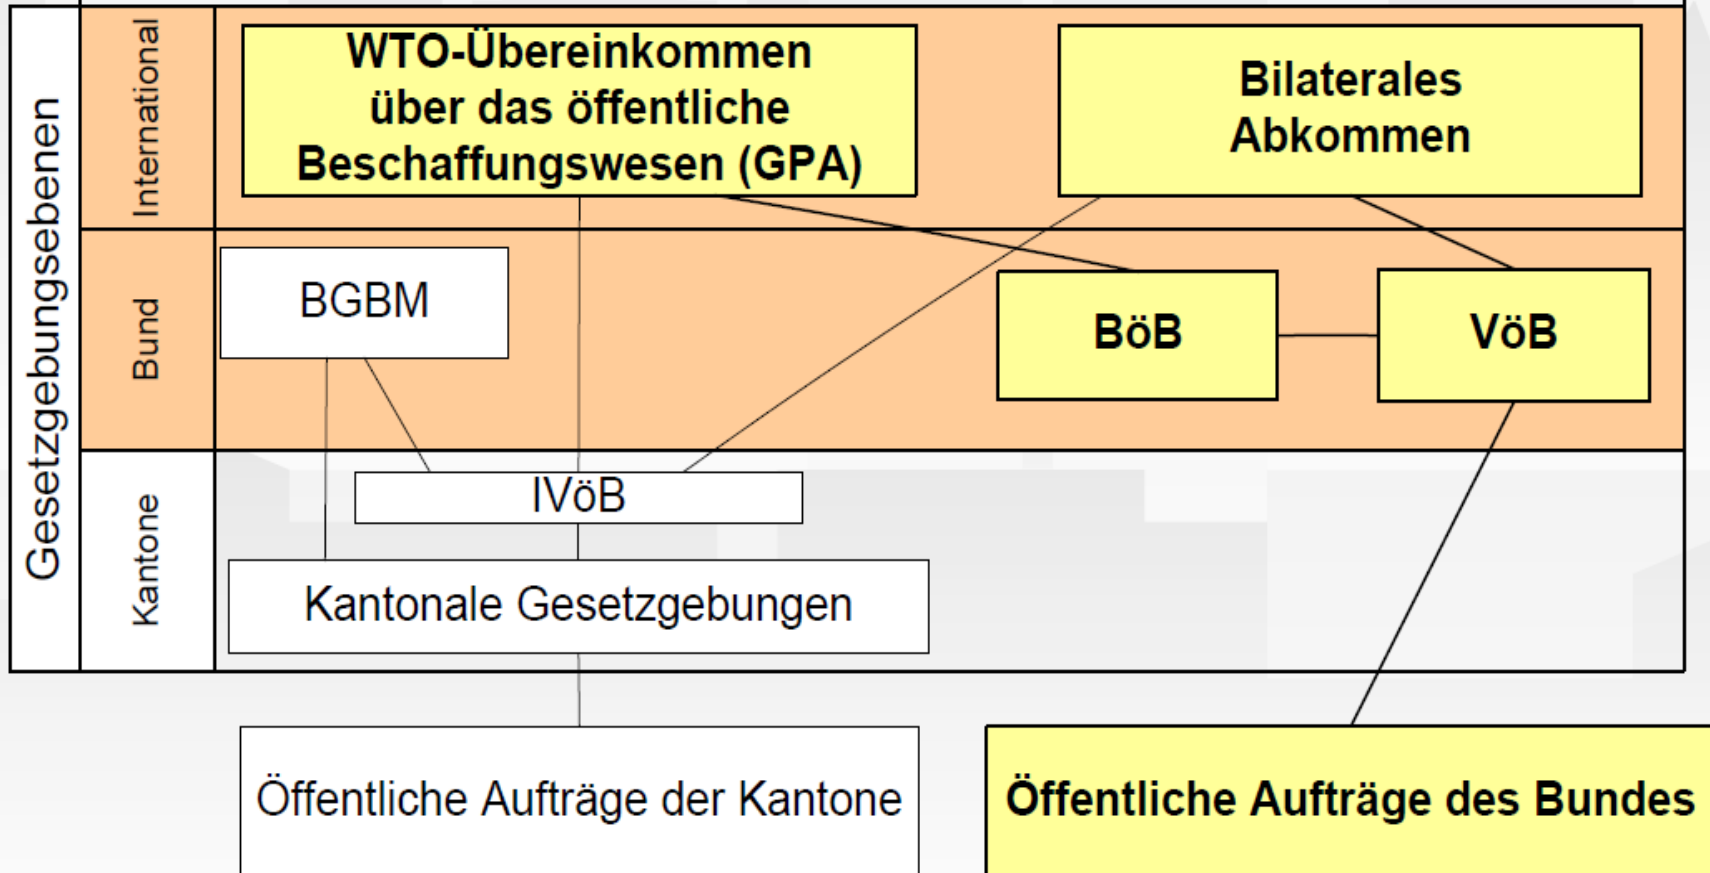 Gesetzgebungsebenen
International
WTO-Übereinkommen
über das öffentliche
Beschaffungswesen (GPA)
Bilaterales
Abkommen
Bund
BGBM
BöB
VöB
Kantone
IVöB
Kantonale Gesetzgebungen
Öffentliche Aufträge der Kantone
Öffentliche Aufträge des Bundes